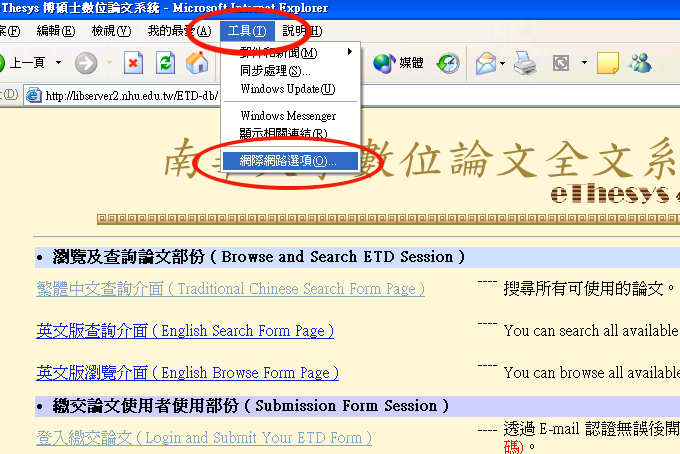 Thesys 博碩士數位論文系統 - Microsoft Internet Explorer
(F) 編輯(E) 檢視(V) 我的最愛(A) 工具(T) 說明(H)
上一頁 媒體
(D) http://libserver2.nhu.edu.tw/ETD-db/
郵件和新聞(M)
同步處理(S)...
Windows Update(U)
Windows Messenger
顯示相關連結(R)
網際網路選項(O)...
南華大學數位論文全文系
eThesys
• 瀏覽及查詢論文部份 ( Browse and Search ETD Session )
繁體中文查詢介面 ( Traditional Chinese Search Form Page ) ---- 搜尋所有可使用的論文。
英文版查詢介面 ( English Search Form Page ) ---- You can search all available
英文版瀏覽介面 ( English Browse Form Page ) ---- You can browse all available
• 繳交論文使用者使用部份 ( Submission Form Session )
登入繳交論文 ( Login and Submit Your ETD Form ) ---- 透過 E-mail 認證無誤後開
碼)。